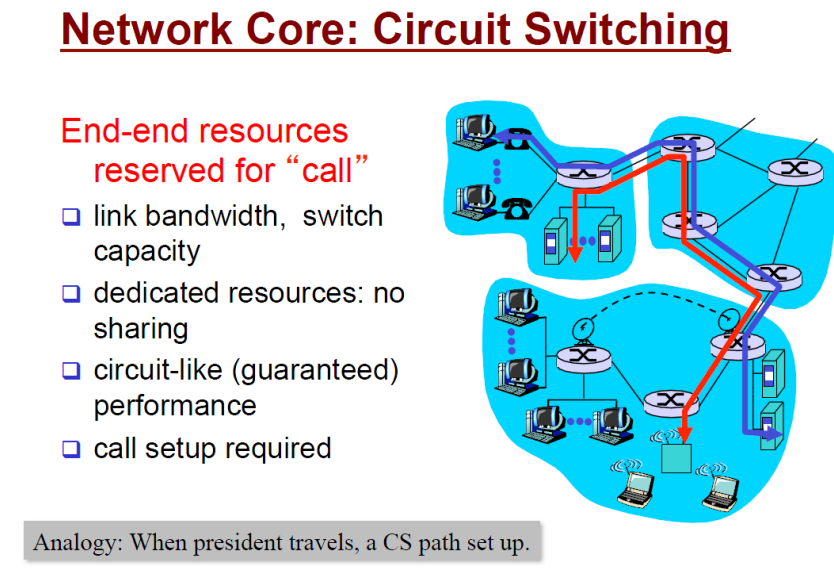 Network Core: Circuit Switching
End-end resources
reserved for “call”
link bandwidth, switch
capacity
dedicated resources: no
sharing
circuit-like (guaranteed)
performance
call setup required
Analogy: When president travels, a CS path set up.